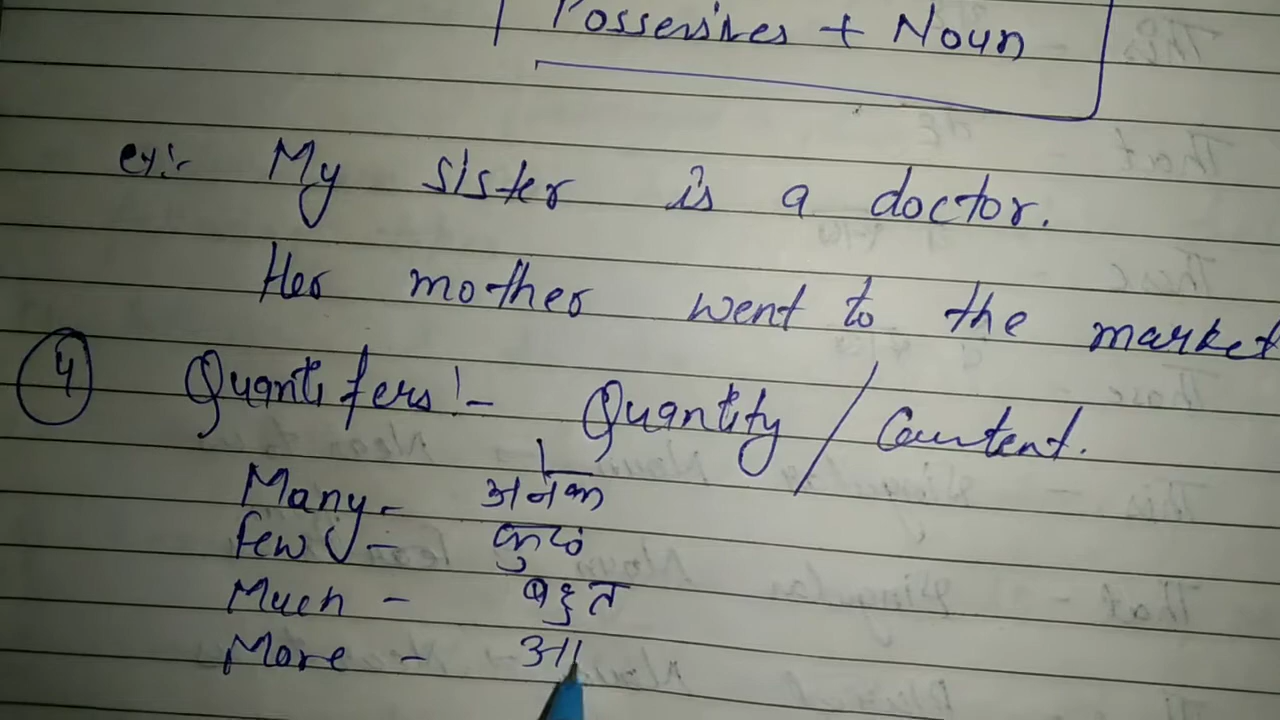 Possessives + Noun
ex:- My sister is a doctor.
Her mother went to the market
4 Quantifers :- Quantity / Content.
Many - अनेक
few - कुछ
Much - बहुत
More - अ